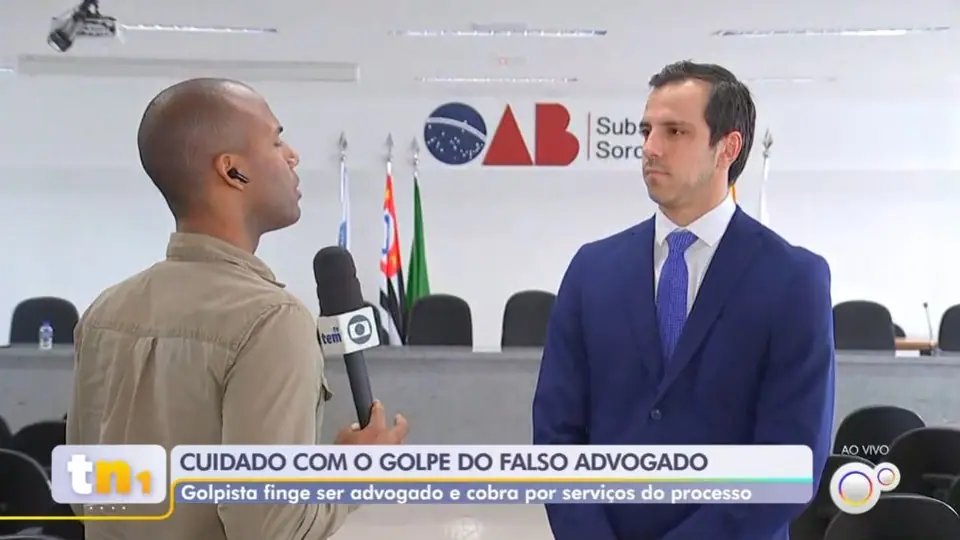 OAB
Sub
Soro
tem
AO VIVO
tn1
CUIDADO COM O GOLPE DO FALSO ADVOGADO
Golpista finge ser advogado e cobra por serviços do processo